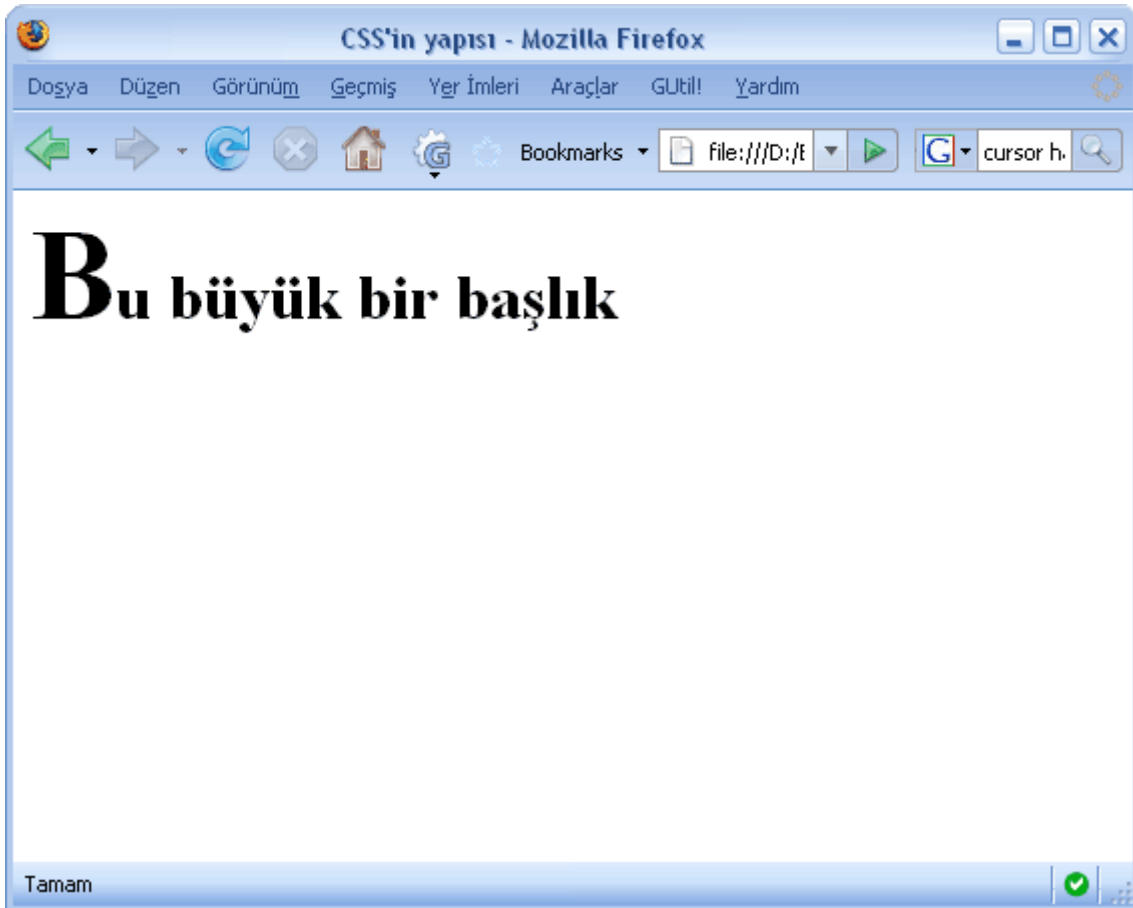 CSS'in yapısı - Mozilla Firefox
Dosya Düzen Görünüm Geçmiş Yer İmleri Araçlar GUtil! Yardım
G Bookmarks file:///D:/ G cursor h
Bu büyük bir başlık
Tamam